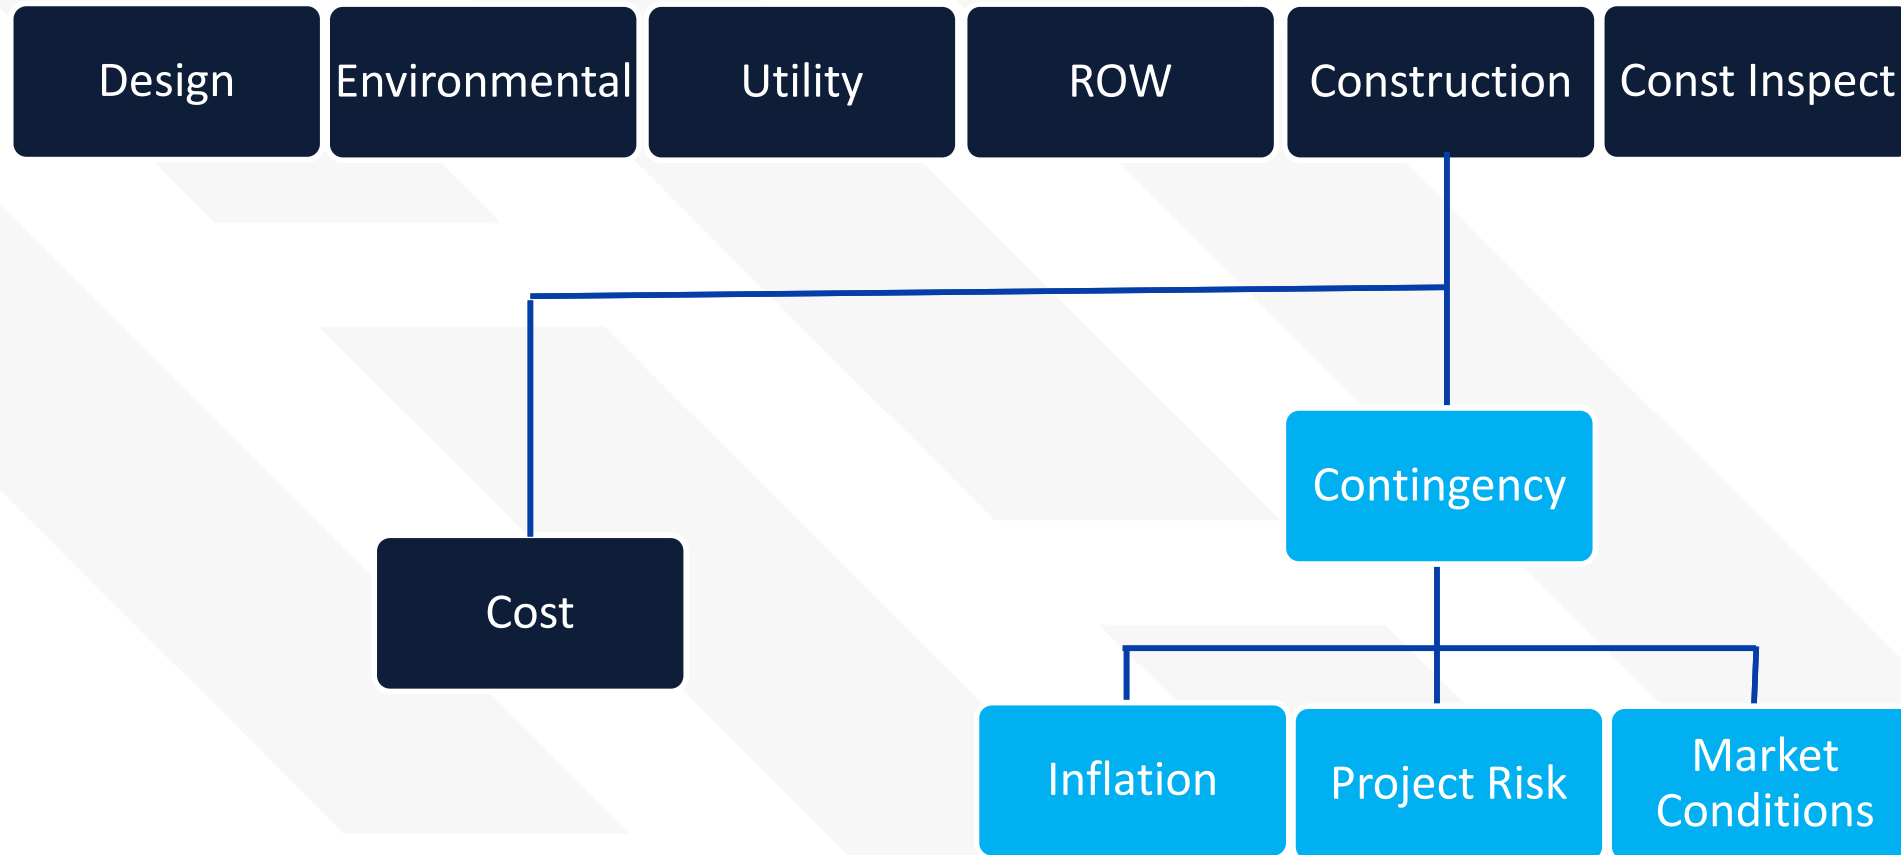 Design
Environmental
Utility
ROW
Construction
Const Inspect
Contingency
Cost
Inflation
Project Risk
Market
Conditions